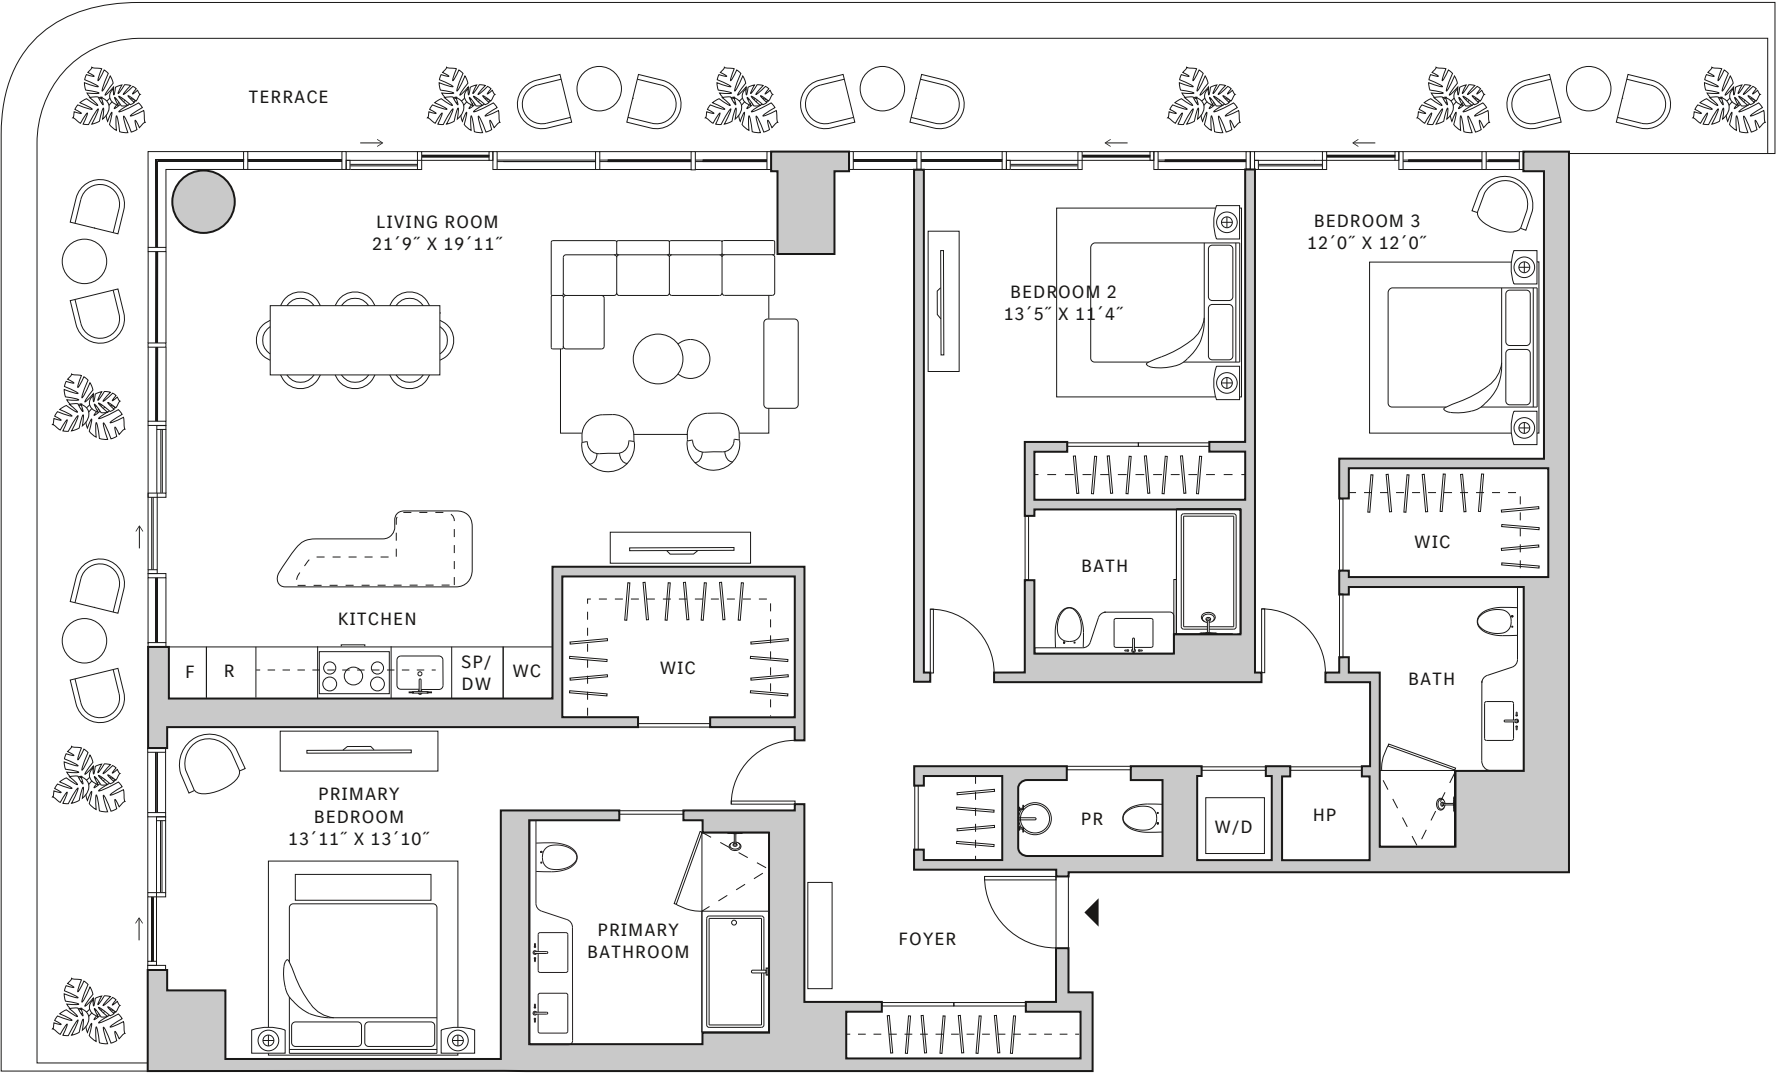 TERRACE
LIVING ROOM
21´9˝ X 19´11˝
BEDROOM 3
12´0˝ X 12´0˝
BEDROOM 2
13´5˝ X 11´4˝
WIC
BATH
KITCHEN
F
R
SP/
DW
WC
WIC
BATH
PRIMARY
BEDROOM
13´11˝ X 13´10˝
PR
W/D
HP
PRIMARY
BATHROOM
FOYER